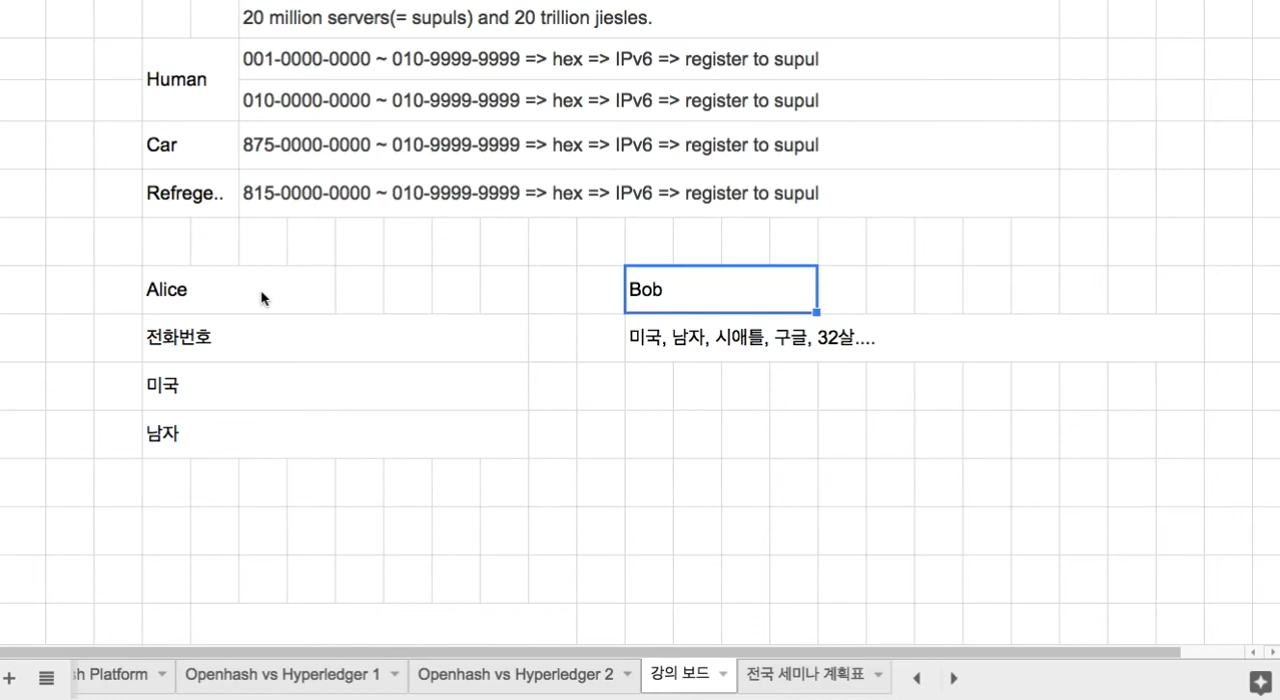 20 million servers(= supuls) and 20 trillion jiesles.
Human
001-0000-0000 ~ 010-9999-9999 => hex => IPv6 => register to supul
010-0000-0000 ~ 010-9999-9999 => hex => IPv6 => register to supul
Car
875-0000-0000 ~ 010-9999-9999 => hex => IPv6 => register to supul
Refrege..
815-0000-0000 ~ 010-9999-9999 => hex => IPv6 => register to supul
Alice
Bob
전화번호
미국, 남자, 시애틀, 구글, 32살....
미국
남자
sh Platform
Openhash vs Hyperledger 1
Openhash vs Hyperledger 2
강의 보드
전국 세미나 계획표